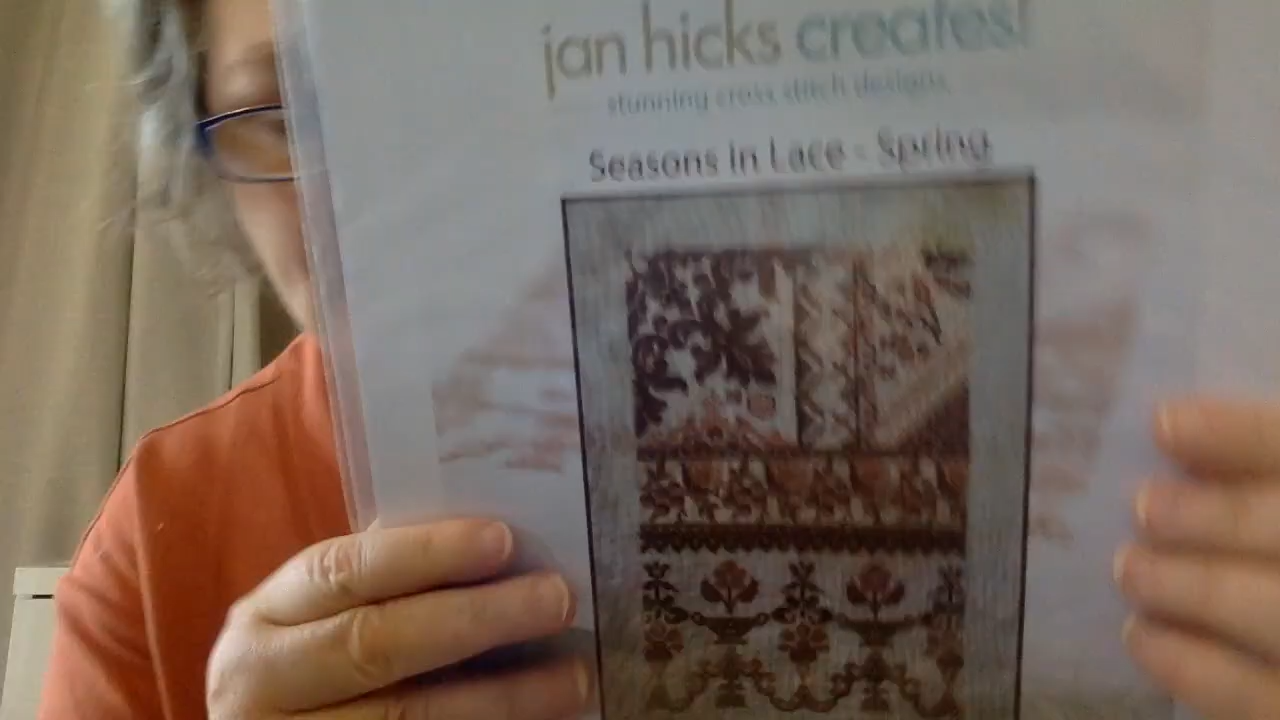 jan hicks creates!
stunning cross stitch designs
Seasons In Lace - Spring